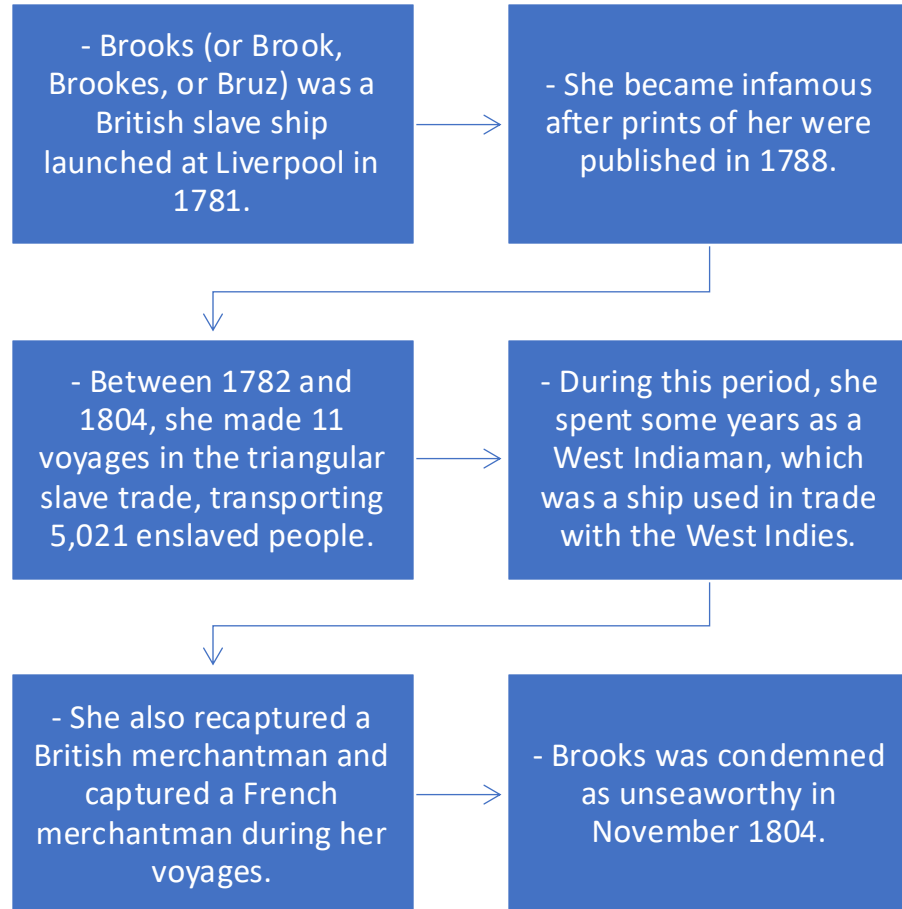 - Brooks (or Brook,
Brookes, or Bruz) was a
British slave ship
launched at Liverpool in
1781.
- She became infamous
after prints of her were
published in 1788.
- Between 1782 and
1804, she made 11
voyages in the triangular
slave trade, transporting
5,021 enslaved people.
- During this period, she
spent some years as a
West Indiaman, which
was a ship used in trade
with the West Indies.
- She also recaptured a
British merchantman and
captured a French
merchantman during her
voyages.
- Brooks was condemned
as unseaworthy in
November 1804.